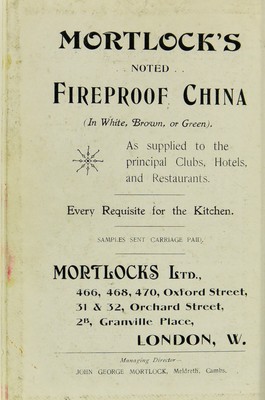 MORTLOCK'S
. . NOTED . .
FIREPROOF CHINA
(In White, Brown, or Green).
As supplied to the
principal Clubs, Hotels,
and Restaurants.
Every Requisite for the Kitchen.
SAMPLES SENT CARRIAGE PAID.
MORTLOCKS LTD.,
466, 468, 470, Oxford Street,
31 & 32, Orchard Street,
2B, Granville Place,
LONDON, W.
Managing Director—
JOHN GEORGE MORTLOCK, Meldreth, Cambs.